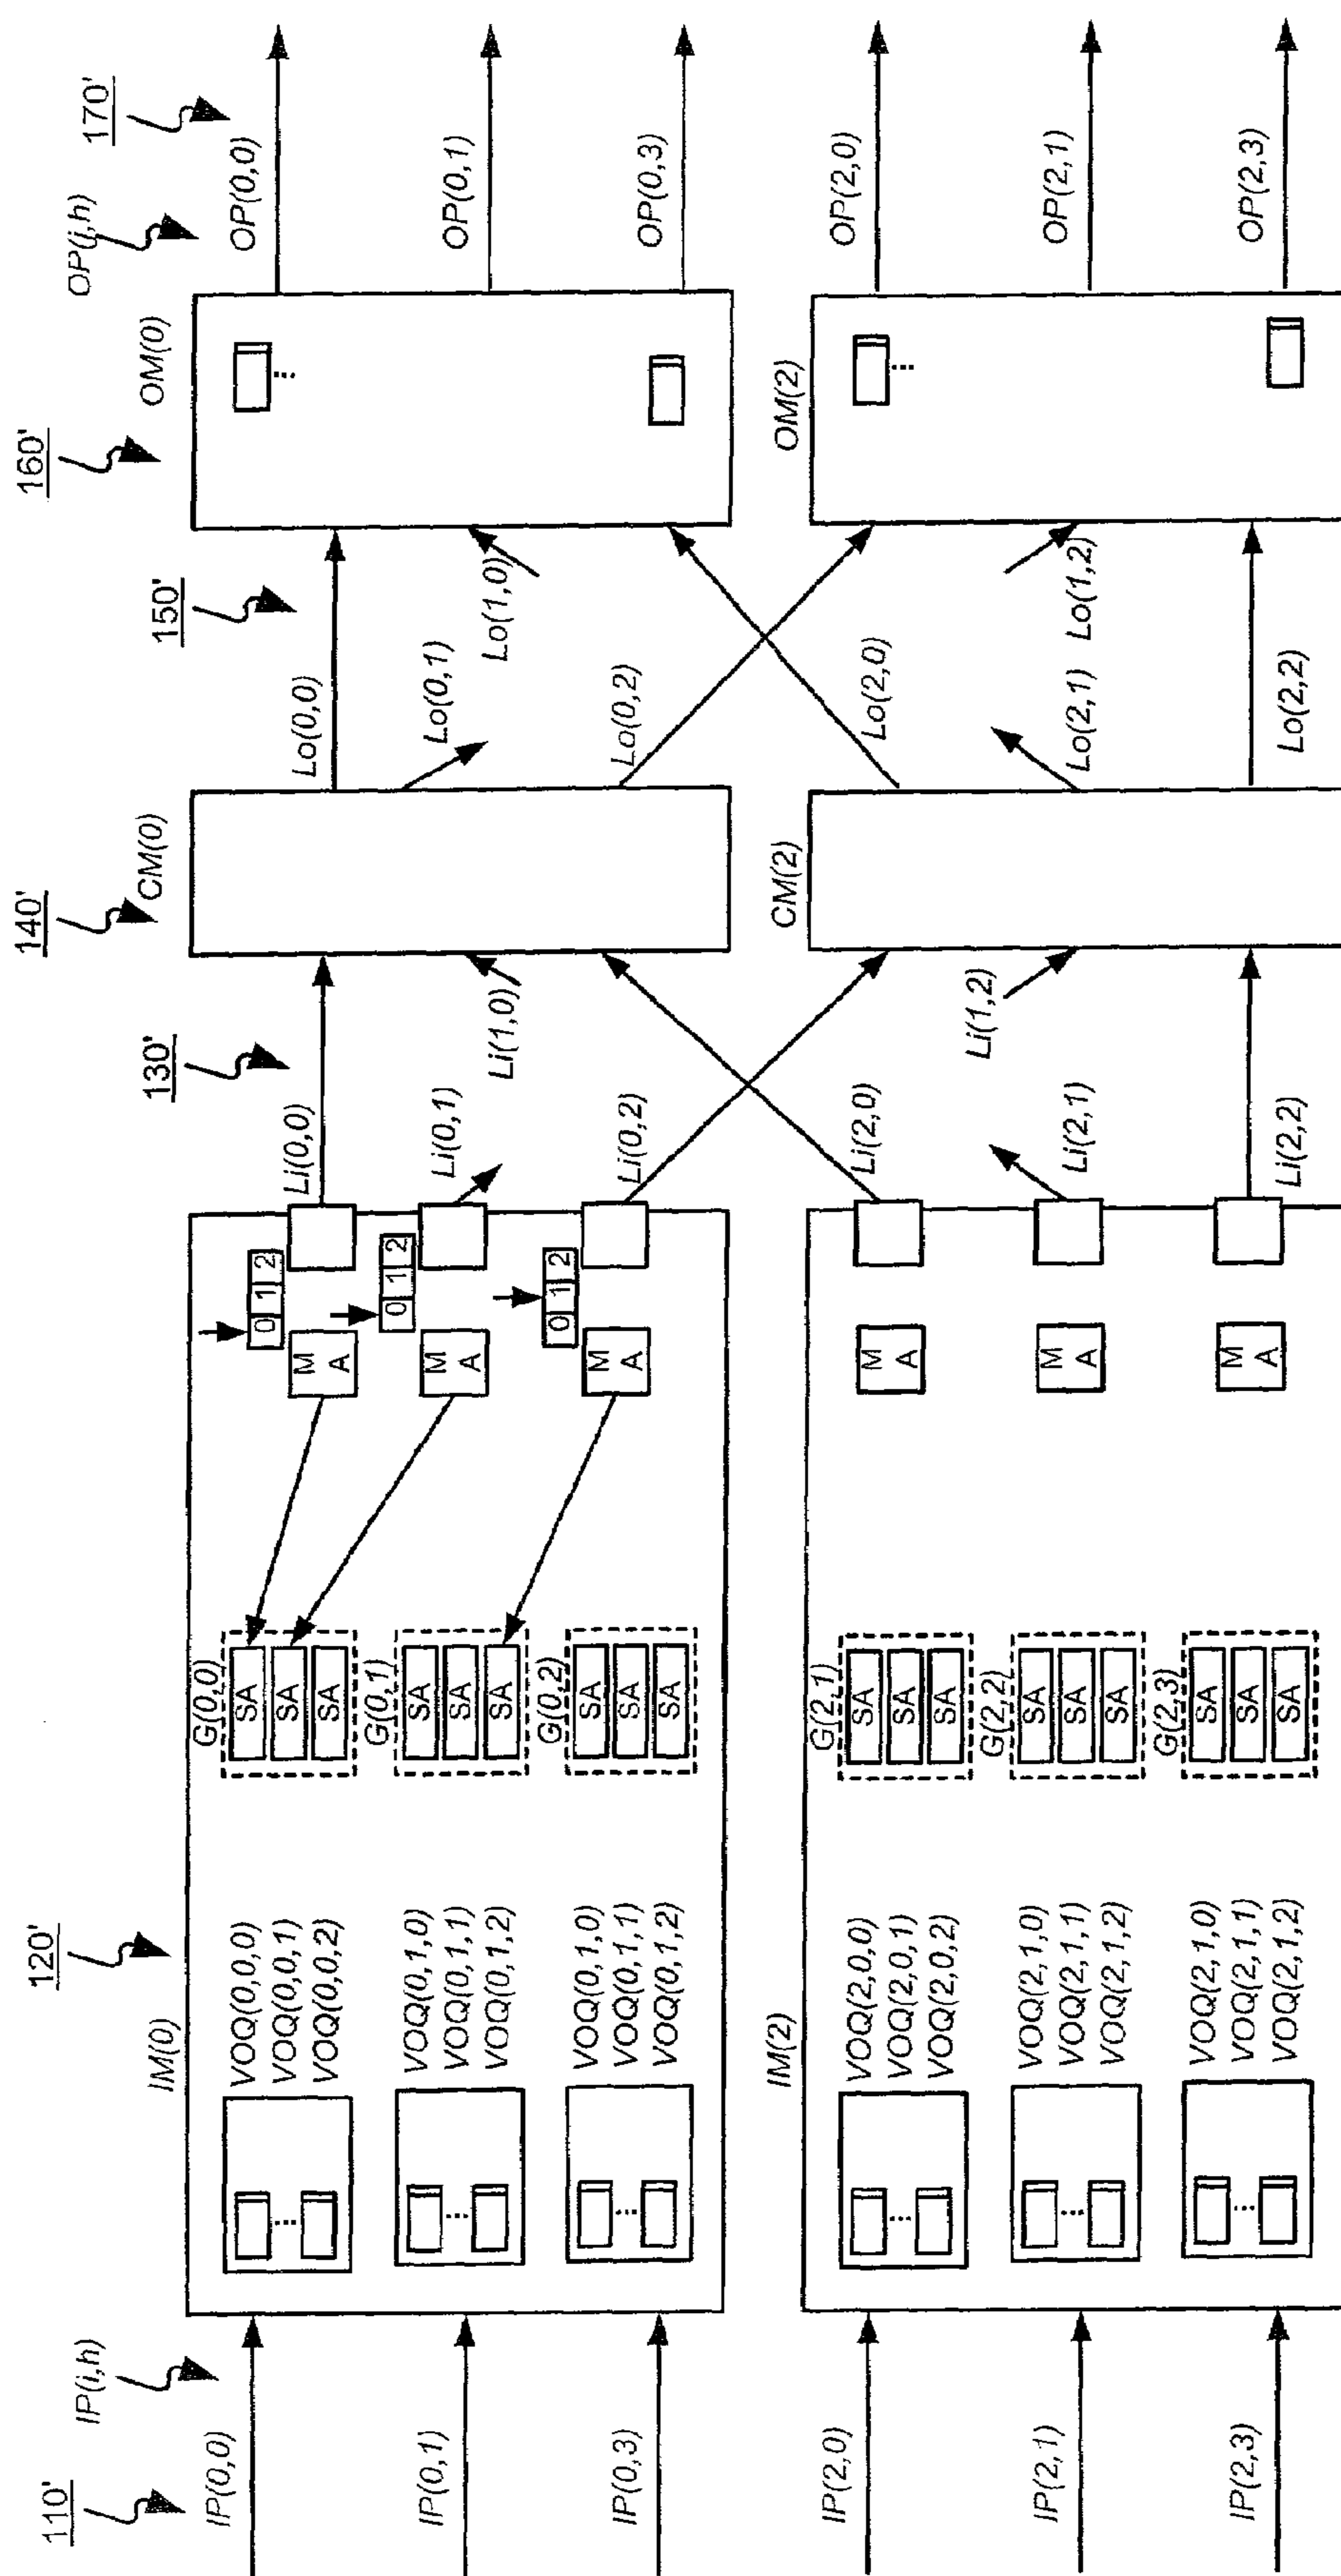 110'
IP(i,h)
120'
130'
140'
150'
160'
OP(j,h)
170'
IP(0,0)
IP(0,1)
IP(0,3)
IM(0)
VOQ(0,0,0)
VOQ(0,0,1)
VOQ(0,0,2)
VOQ(0,1,0)
VOQ(0,1,1)
VOQ(0,1,2)
VOQ(0,1,0)
VOQ(0,1,1)
VOQ(0,1,2)
G(0,0)
SA
SA
SA
G(0,1)
SA
SA
SA
G(0,2)
SA
SA
SA
0 1 2
M A
0 1 2
M A
0 1 2
M A
Li(0,0)
Li(0,1)
Li(0,2)
Li(1,0)
CM(0)
Lo(0,0)
Lo(0,1)
Lo(0,2)
Lo(1,0)
OM(0)
OP(0,0)
OP(0,1)
OP(0,3)
IP(2,0)
IP(2,1)
IP(2,3)
IM(2)
VOQ(2,0,0)
VOQ(2,0,1)
VOQ(2,0,2)
VOQ(2,1,0)
VOQ(2,1,1)
VOQ(2,1,2)
VOQ(2,1,0)
VOQ(2,1,1)
VOQ(2,1,2)
G(2,1)
SA
SA
SA
G(2,2)
SA
SA
SA
G(2,3)
SA
SA
SA
M A
M A
M A
Li(2,0)
Li(2,1)
Li(2,2)
Li(1,2)
CM(2)
Lo(2,0)
Lo(2,1)
Lo(2,2)
Lo(1,2)
OM(2)
OP(2,0)
OP(2,1)
OP(2,3)